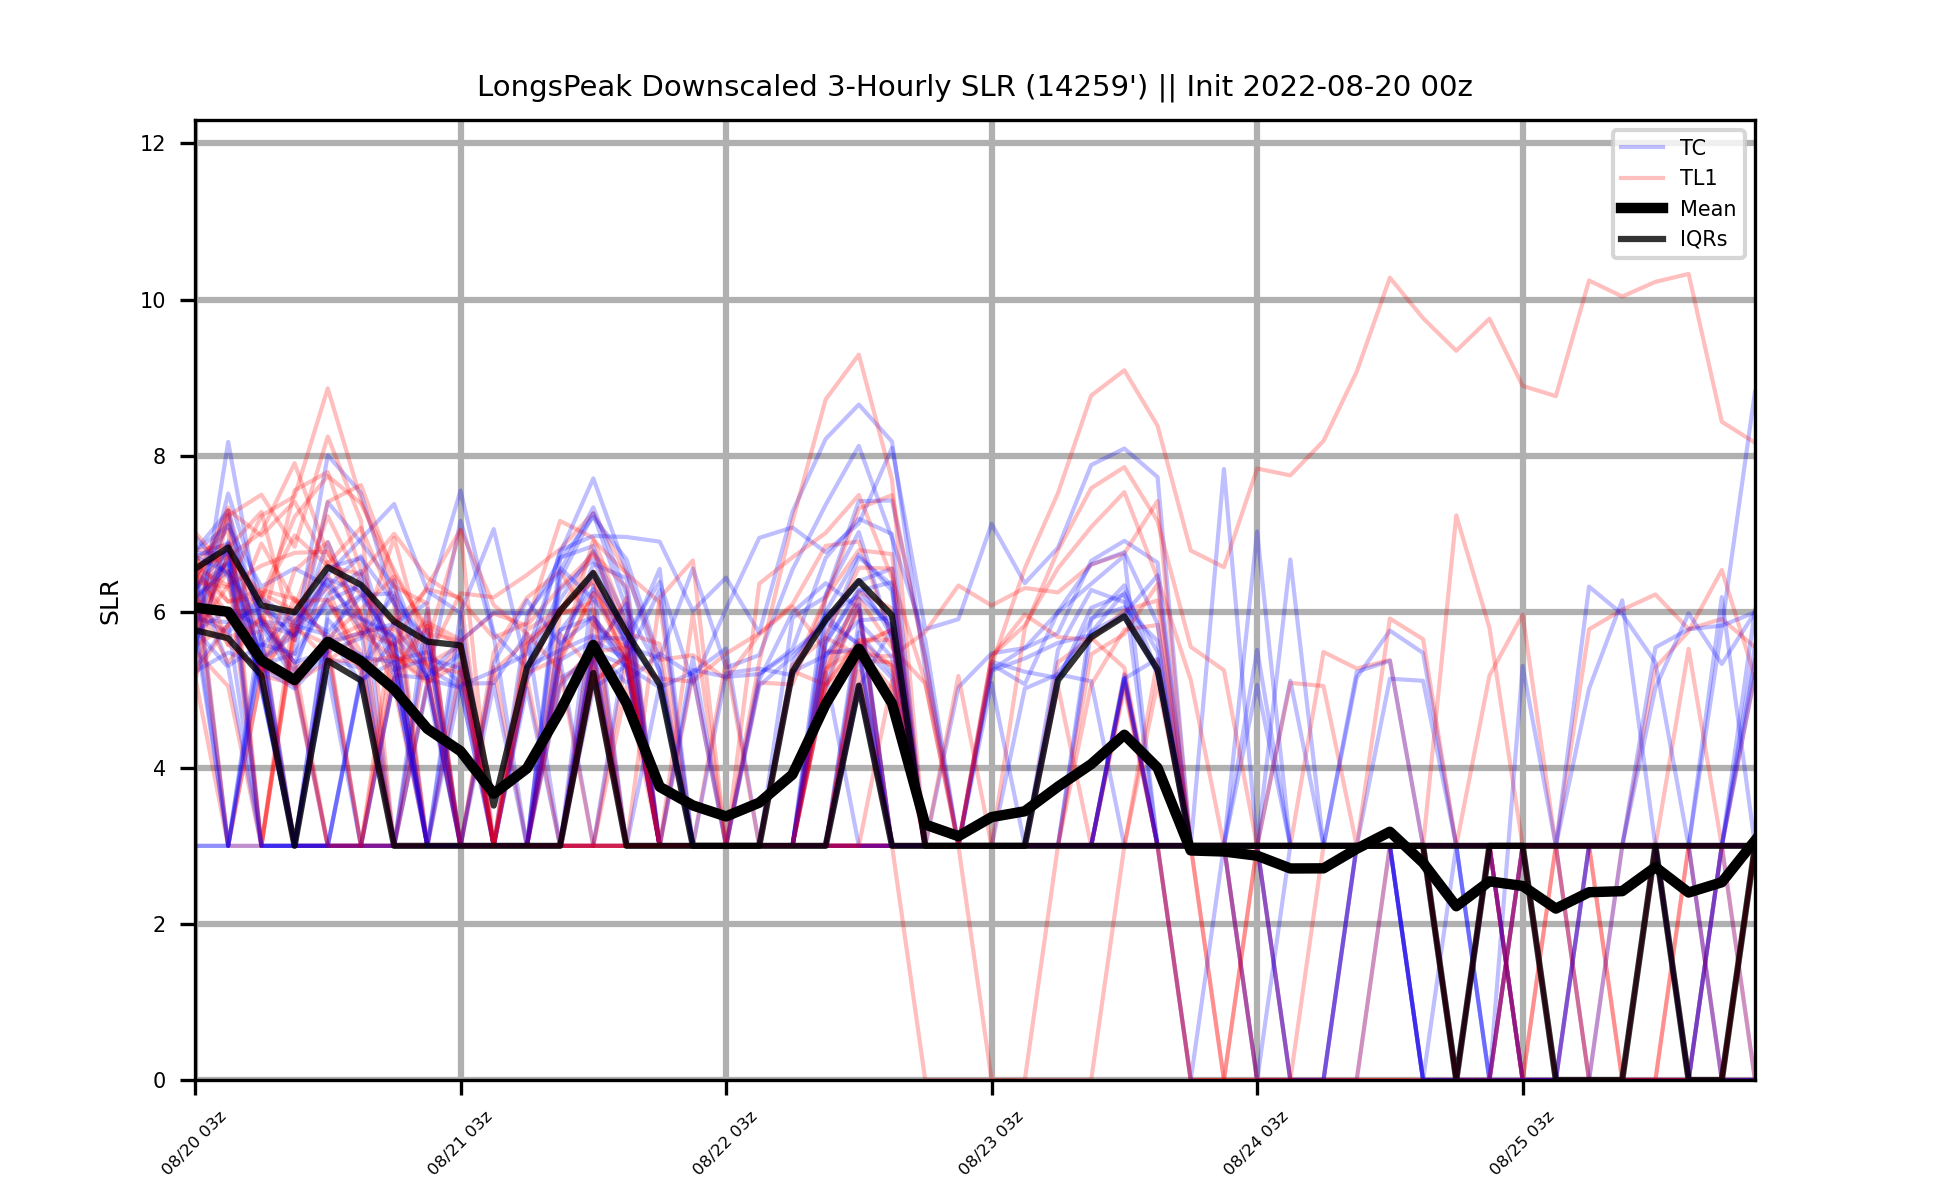 LongsPeak Downscaled 3-Hourly SLR (14259') || Init 2022-08-20 00z
TC
TL1
Mean
IQRs
SLR
12
10
8
6
4
2
0
08/20 03z
08/21 03z
08/22 03z
08/23 03z
08/24 03z
08/25 03z